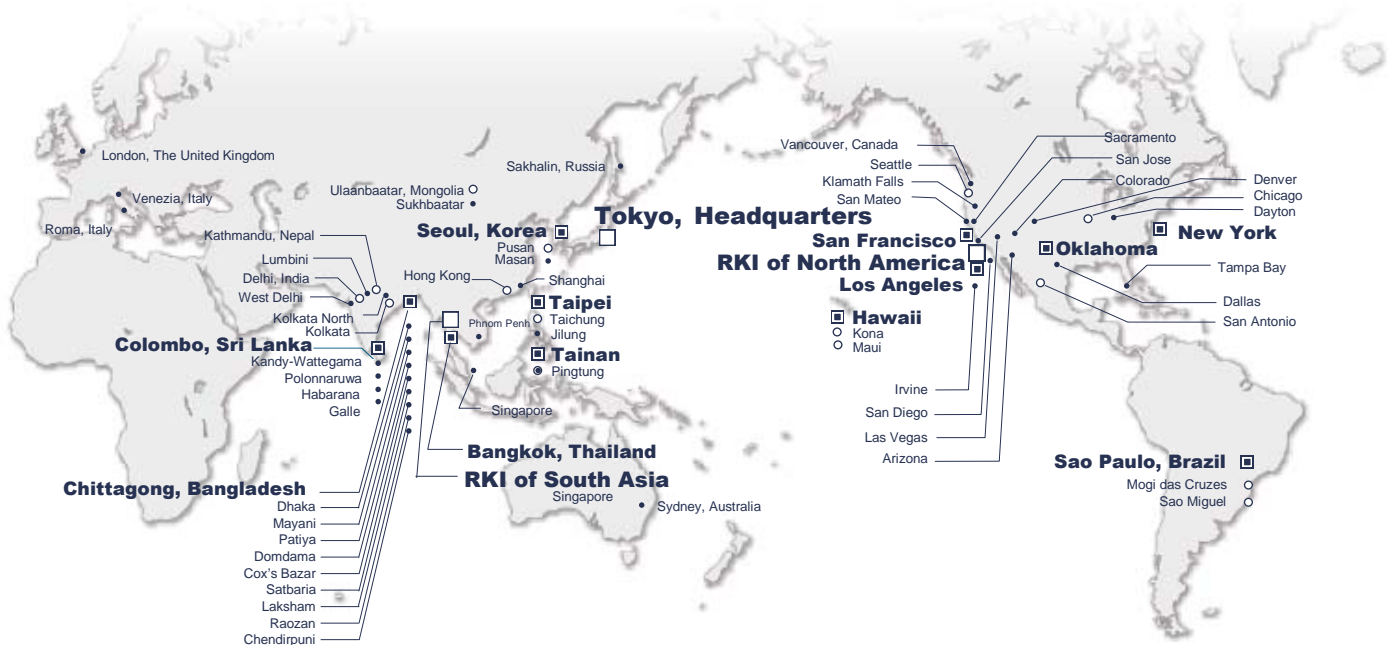 London, The United Kingdom
Venezia, Italy
Roma, Italy
Sakhalin, Russia
Ulaanbaatar, Mongolia
Sukhbaatar
Tokyo, Headquarters
Seoul, Korea
Pusan
Masan
Kathmandu, Nepal
Lumbini
Delhi, India
West Delhi
Kolkata North
Kolkata
Hong Kong
Shanghai
Taipei
Taichung
Jilung
Phnom Penh
Tainan
Pingtung
Colombo, Sri Lanka
Kandy-Wattegama
Polonnaruwa
Habarana
Galle
Singapore
Bangkok, Thailand
RKI of South Asia
Singapore
Sydney, Australia
Chittagong, Bangladesh
Dhaka
Mayani
Patiya
Domdama
Cox's Bazar
Satbaria
Laksham
Raozan
Chendirpuni
Vancouver, Canada
Seattle
Klamath Falls
San Mateo
San Francisco
RKI of North America
Los Angeles
Hawaii
Kona
Maui
Irvine
San Diego
Las Vegas
Arizona
Sacramento
San Jose
Colorado
Denver
Chicago
Dayton
New York
Oklahoma
Tampa Bay
Dallas
San Antonio
Sao Paulo, Brazil
Mogi das Cruzes
Sao Miguel